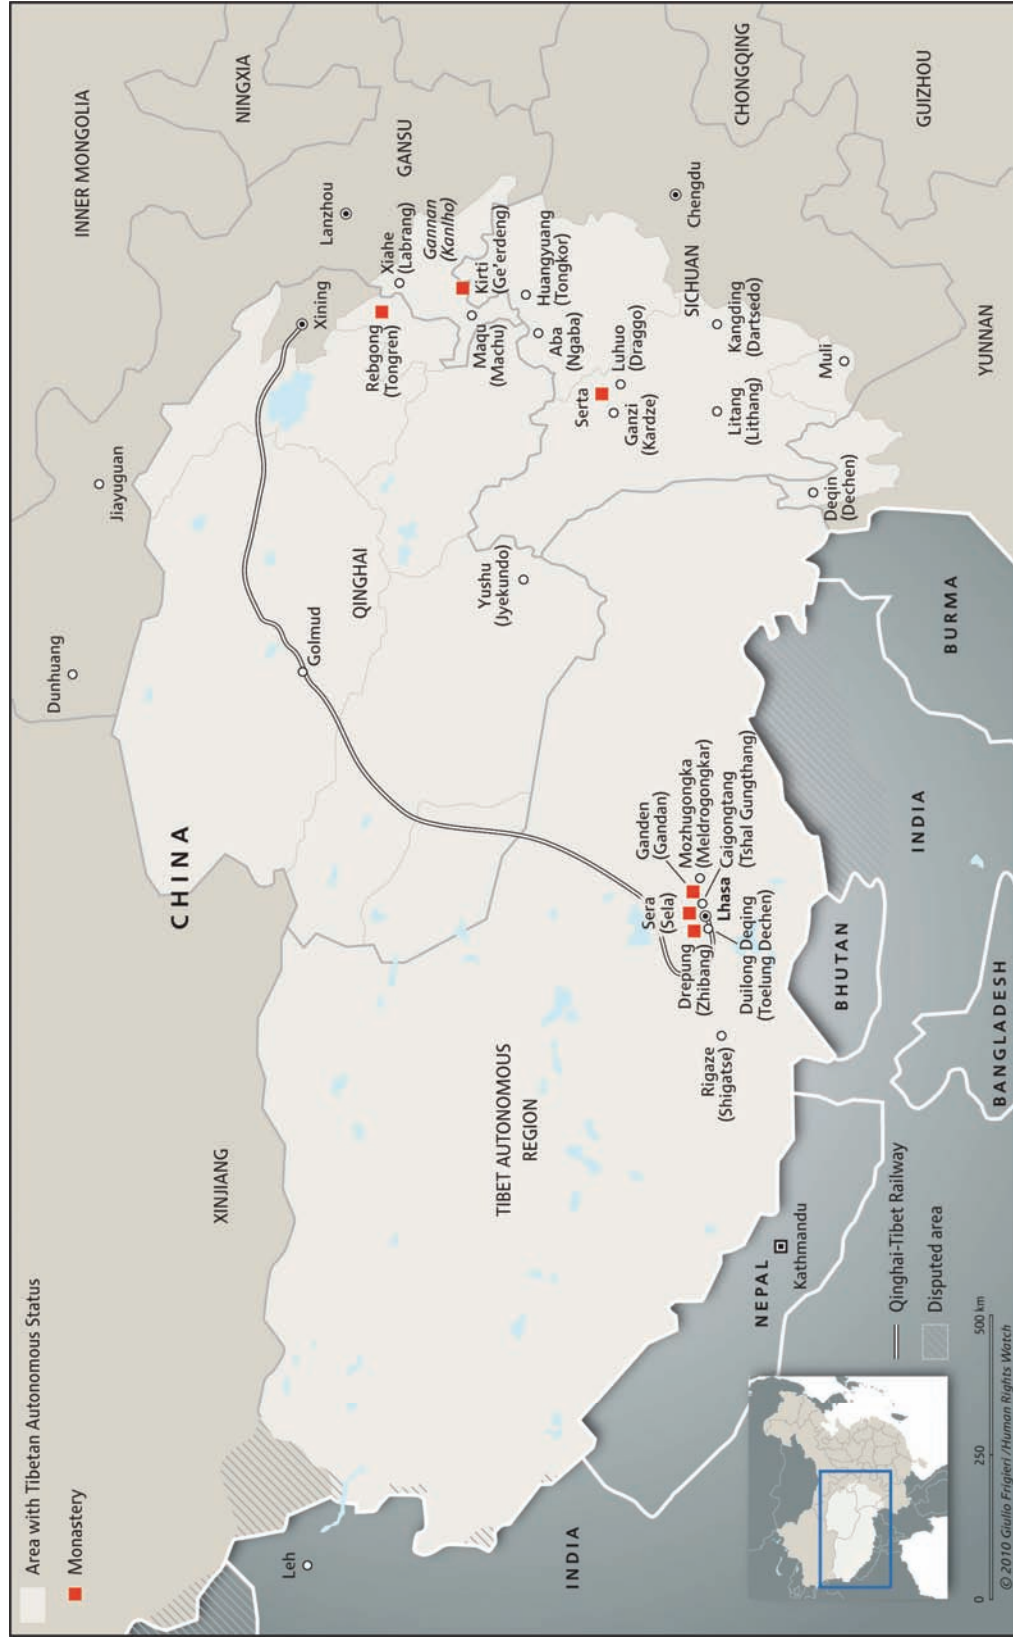 Area with Tibetan Autonomous Status
Monastery
CHINA
INNER MONGOLIA
NINGXIA
GANSU
XINJIANG
Dunhuang
Jiayuguan
Lanzhou
Xining
Golmud
QINGHAI
Xiahe
(Labrang)
Gannan
(Kanlho)
Rebgong
(Tongren)
Kirti
(Ge'erdeng)
Maqu
(Machu)
Huangyuang
(Tongkor)
Aba
(Ngaba)
Yushu
(Jyekundo)
Serta
Luhuo
(Draggo)
Ganzi
(Kardze)
SICHUAN
Chengdu
CHONGQING
GUIZHOU
YUNNAN
Kangding
(Dartsedo)
Litang
(Lithang)
Muli
Deqin
(Dechen)
TIBET AUTONOMOUS
REGION
Ganden
(Gandan)
Sera
(Sela)
Mozhugongka
(Meldrogongkar)
Caigongtang
(Tshal Gungthang)
Lhasa
Drepung
(Zhibang)
Duilong Deqing
(Toelung Dechen)
Rigaze
(Shigatse)
Leh
INDIA
NEPAL
Kathmandu
BHUTAN
INDIA
BURMA
BANGLADESH
Qinghai-Tibet Railway
Disputed area
0 250 500 km
© 2010 Giulio Frigieri /Human Rights Watch